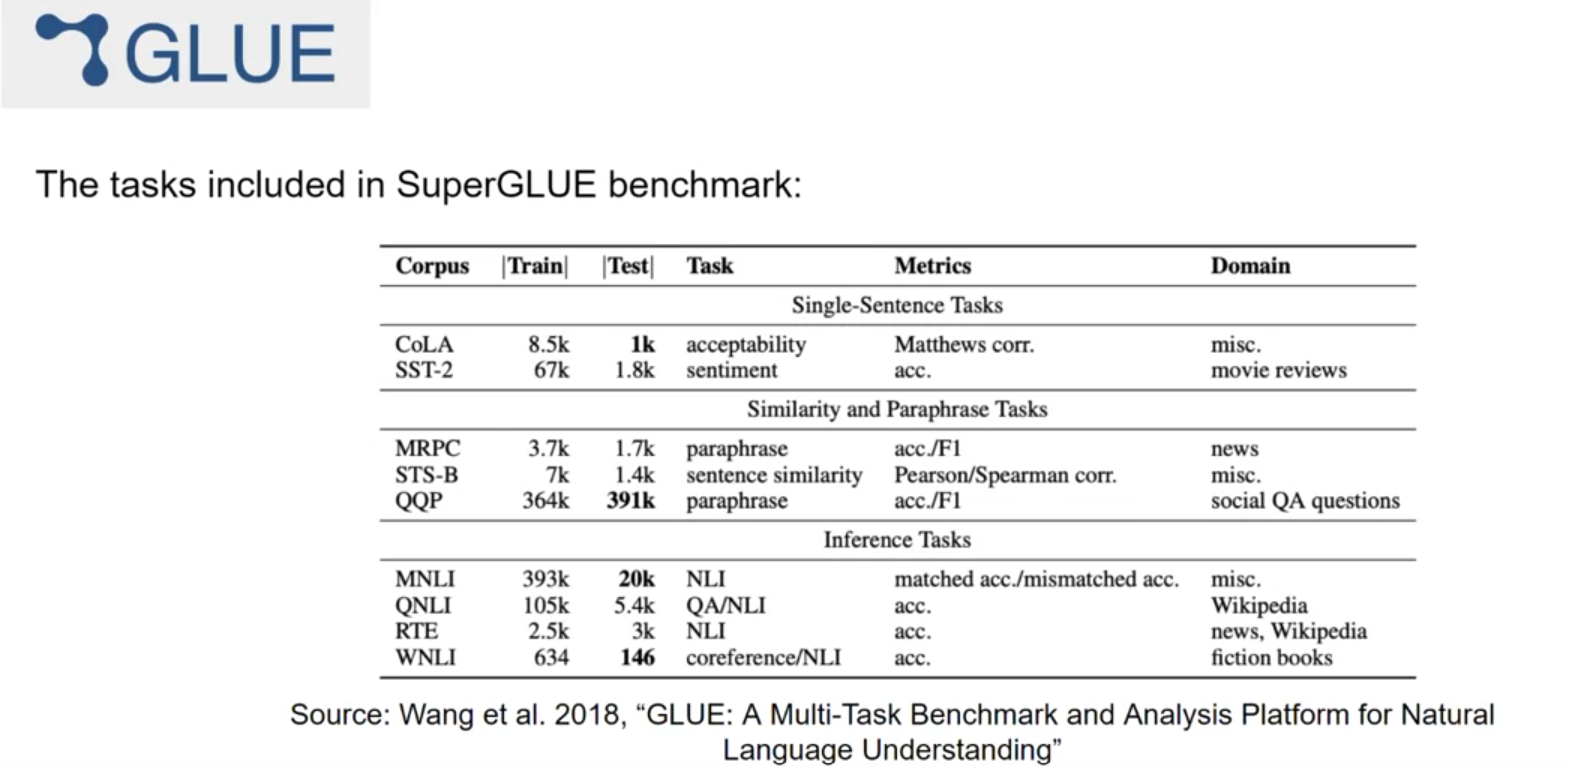 GLUE
The tasks included in SuperGLUE benchmark:
Corpus |Train| |Test| Task Metrics Domain
Single-Sentence Tasks
CoLA 8.5k 1k acceptability Matthews corr. misc.
SST-2 67k 1.8k sentiment acc. movie reviews
Similarity and Paraphrase Tasks
MRPC 3.7k 1.7k paraphrase acc./F1 news
STS-B 7k 1.4k sentence similarity Pearson/Spearman corr. misc.
QQP 364k 391k paraphrase acc./F1 social QA questions
Inference Tasks
MNLI 393k 20k NLI matched acc./mismatched acc. misc.
QNLI 105k 5.4k QA/NLI acc. Wikipedia
RTE 2.5k 3k NLI acc. news, Wikipedia
WNLI 634 146 coreference/NLI acc. fiction books
Source: Wang et al. 2018, “GLUE: A Multi-Task Benchmark and Analysis Platform for Natural
Language Understanding”